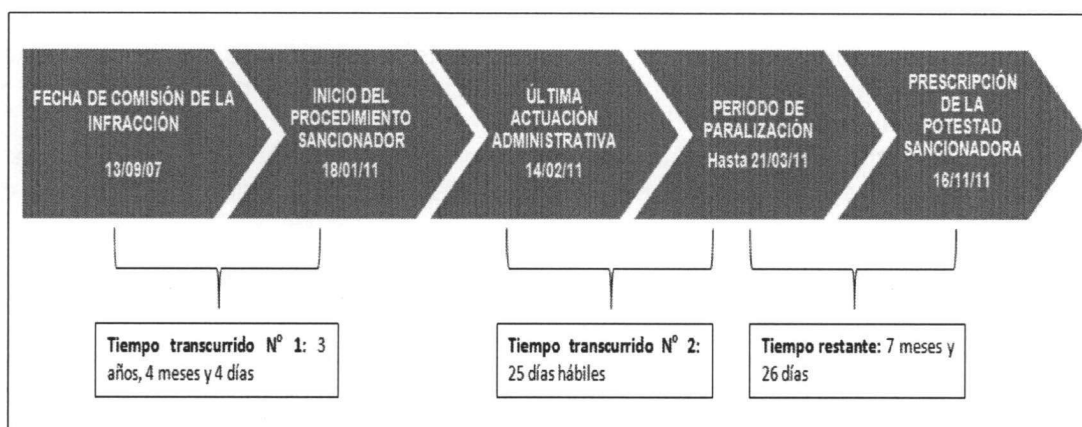 FECHA DE COMISIÓN DE LA
INFRACCIÓN
13/09/07
INICIO DEL
PROCEDIMIENTO
SANCIONADOR
18/01/11
ÚLTIMA
ACTUACIÓN
ADMINISTRATIVA
14/02/11
PERIODO DE
PARALIZACIÓN
Hasta 21/03/11
PRESCRIPCIÓN
DE LA
POTESTAD
SANCIONADORA
16/11/11
Tiempo transcurrido N° 1: 3
años, 4 meses y 4 días
Tiempo transcurrido N° 2:
25 días hábiles
Tiempo restante: 7 meses y
26 días